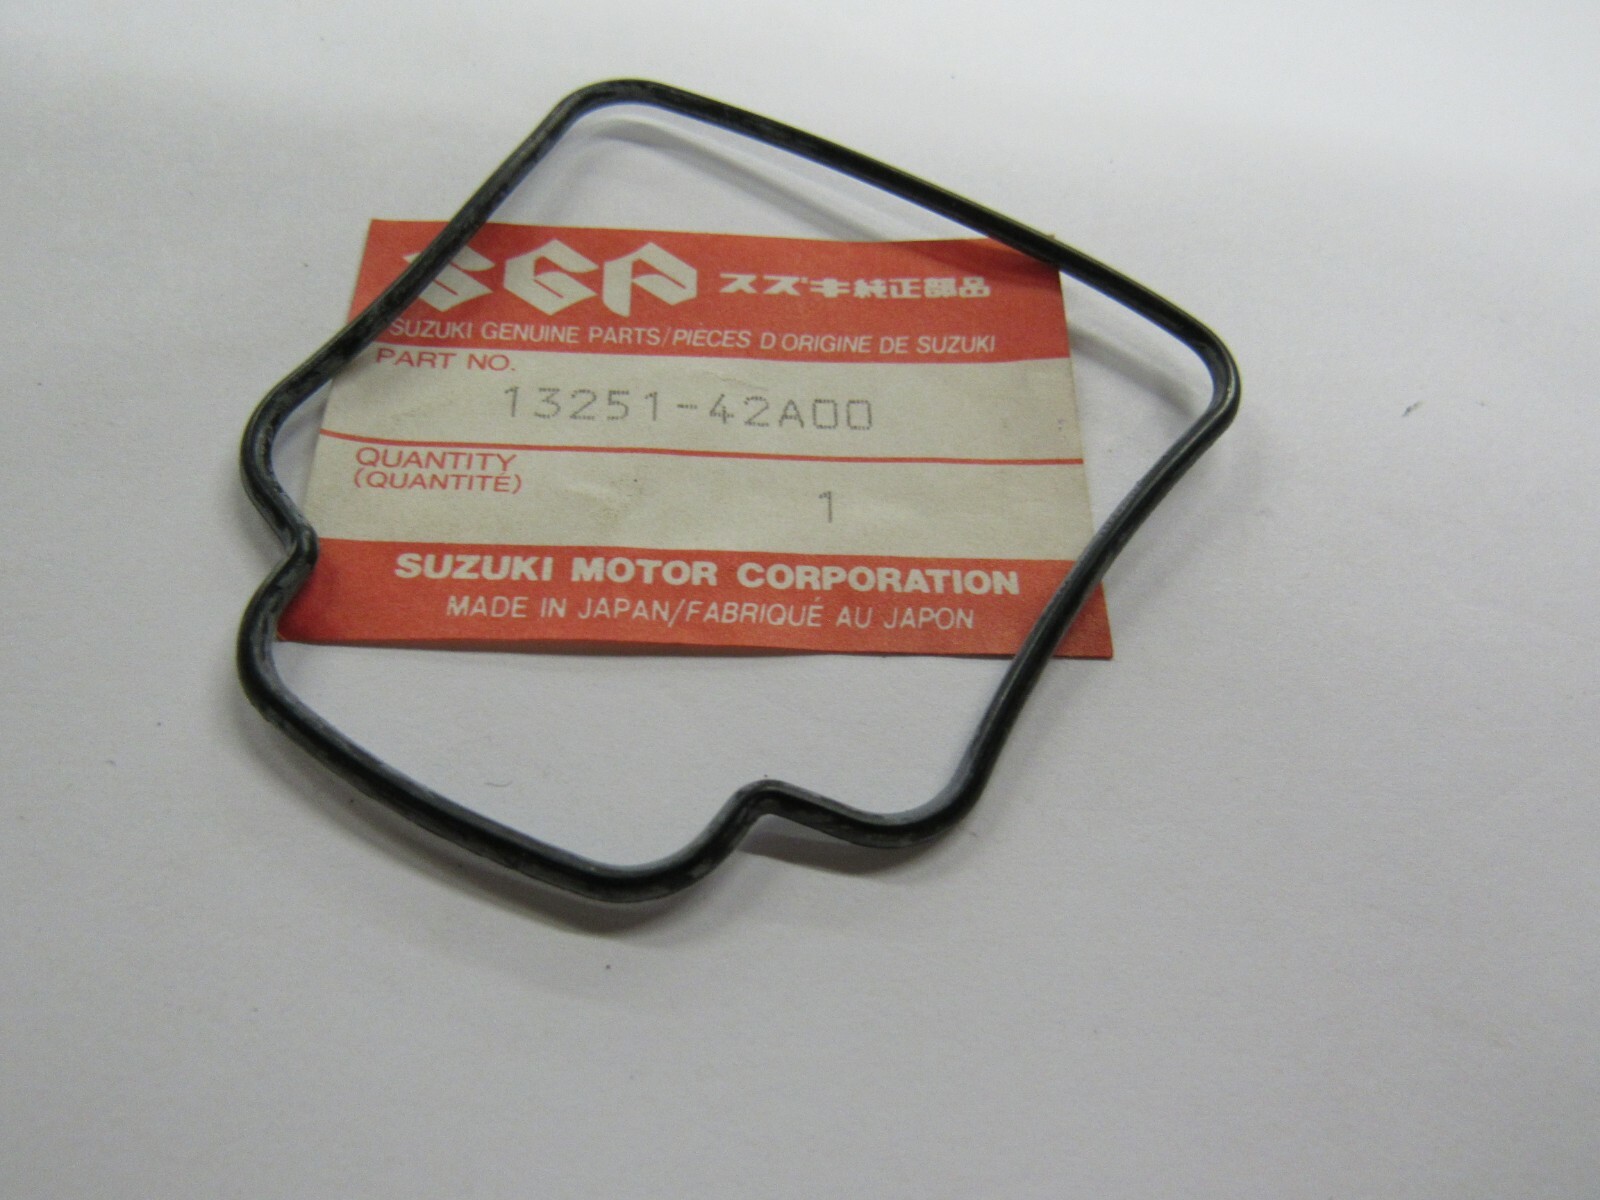 SGP スズキ純正部品
SUZUKI GENUINE PARTS/PIÈCES D'ORIGINE DE SUZUKI
PART NO.
13251-42A00
QUANTITY
(QUANTITÉ)
1
SUZUKI MOTOR CORPORATION
MADE IN JAPAN/FABRIQUÉ AU JAPON